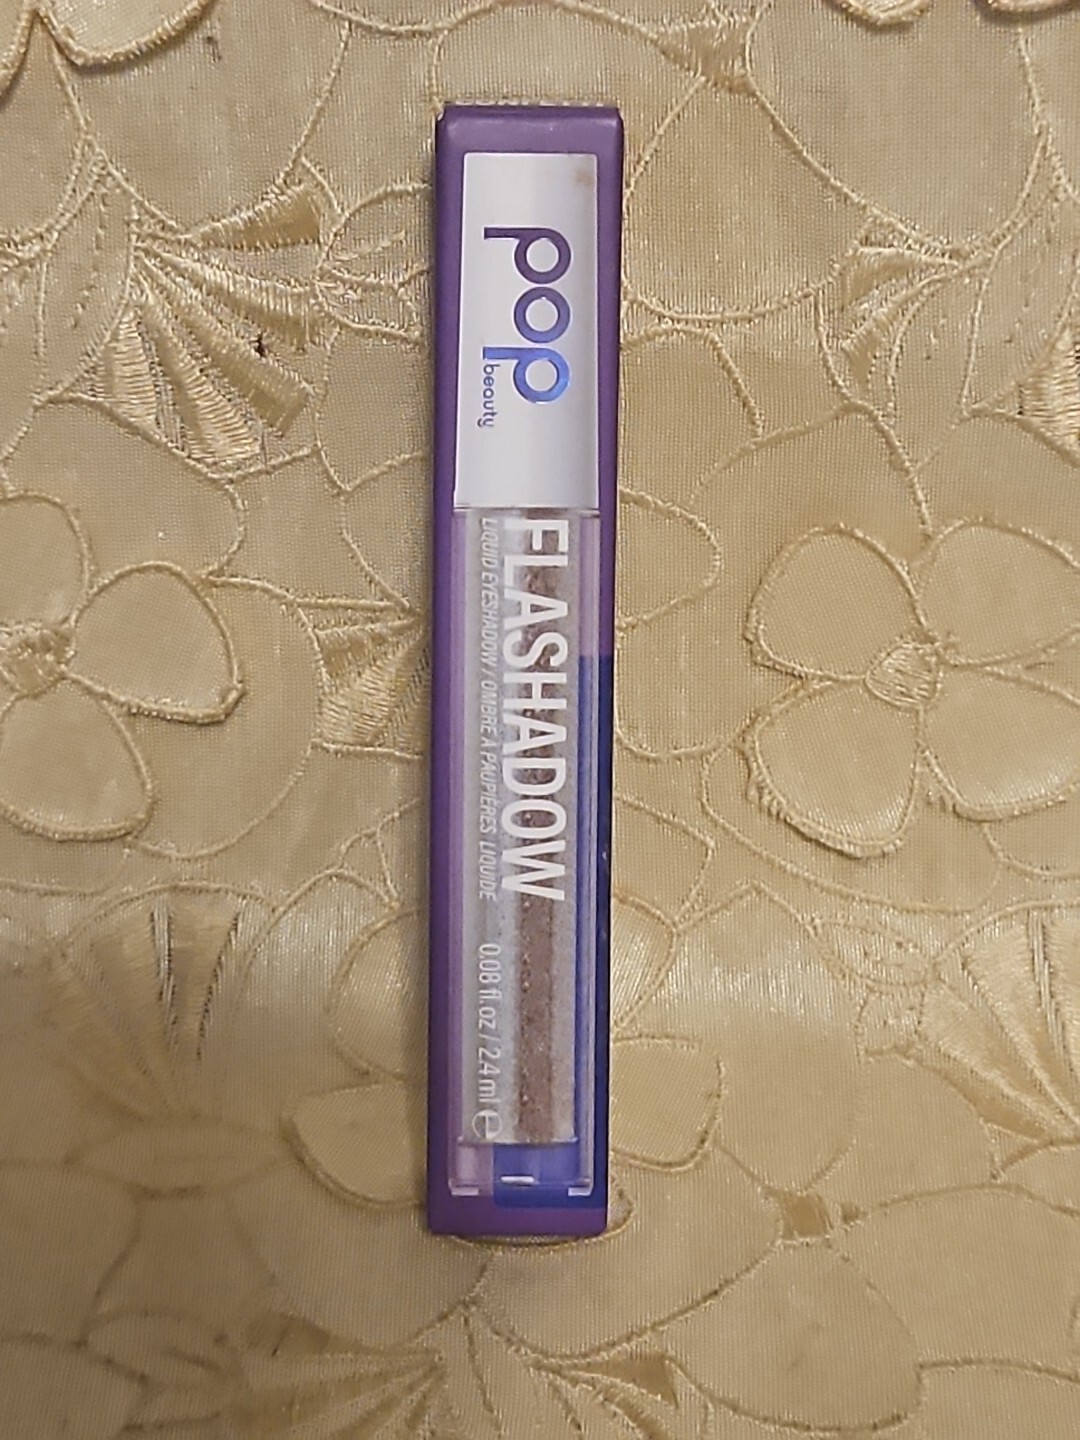 pop
beauty
FLASHADOW
LIQUID EYESHADOW / OMBRE À PAUPIÈRES LIQUIDE
0.08 fl.oz / 2.4 ml ℮